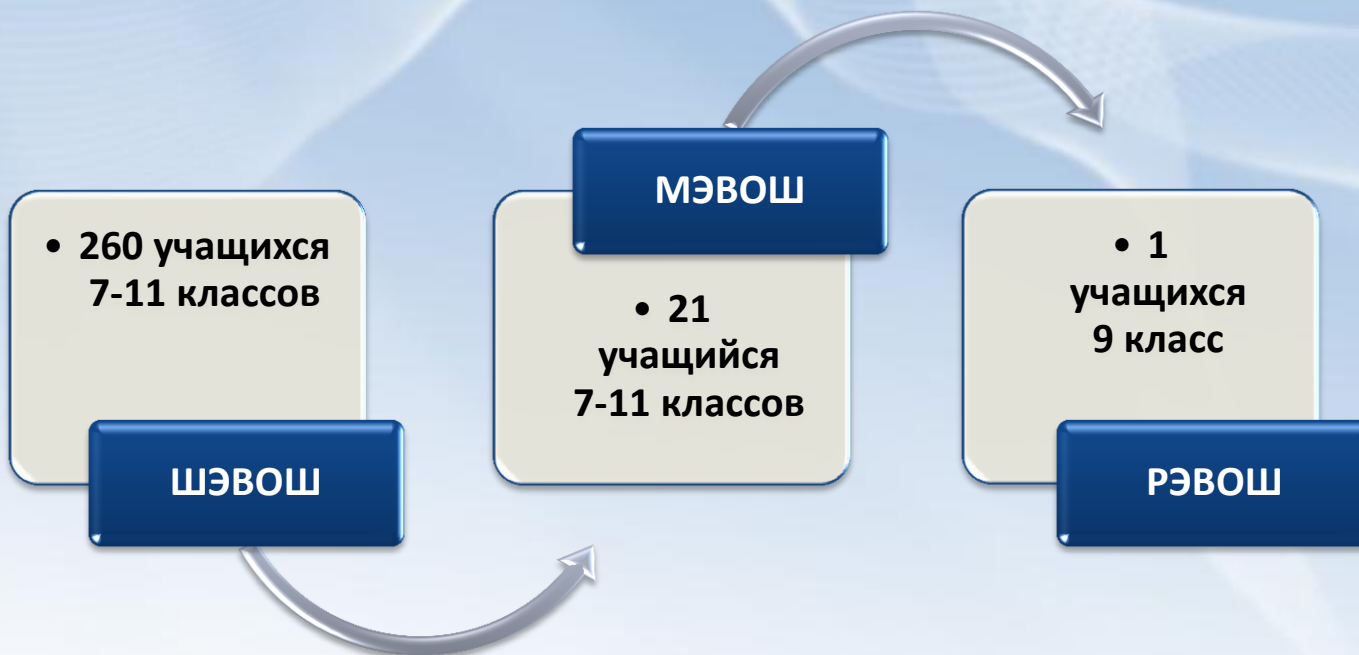 • 260 учащихся
7-11 классов
ШЭВОШ
МЭВОШ
• 21
учащийся
7-11 классов
• 1
учащихся
9 класс
РЭВОШ